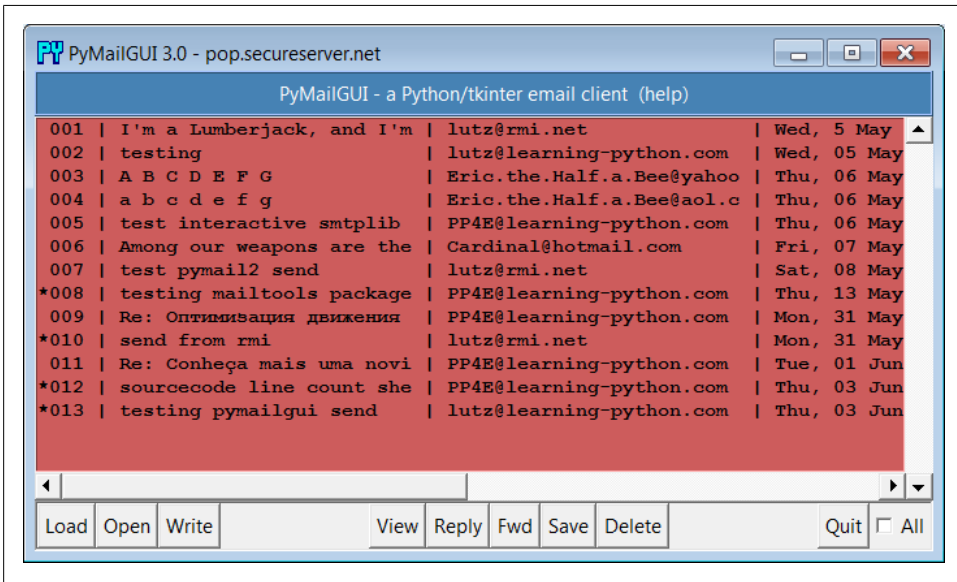 PY PyMailGUI 3.0 - pop.secureserver.net
PyMailGUI - a Python/tkinter email client (help)
001 | I'm a Lumberjack, and I'm | lutz@rmi.net | Wed, 5 May
002 | testing | lutz@learning-python.com | Wed, 05 May
003 | A B C D E F G | Eric.the.Half.a.Bee@yahoo | Thu, 06 May
004 | a b c d e f g | Eric.the.Half.a.Bee@aol.c | Thu, 06 May
005 | test interactive smtplib | PP4E@learning-python.com | Thu, 06 May
006 | Among our weapons are the | Cardinal@hotmail.com | Fri, 07 May
007 | test pymail2 send | lutz@rmi.net | Sat, 08 May
*008 | testing mailtools package | PP4E@learning-python.com | Thu, 13 May
009 | Re: Оптимизация движения | PP4E@learning-python.com | Mon, 31 May
*010 | send from rmi | lutz@rmi.net | Mon, 31 May
011 | Re: Conheça mais uma novi | PP4E@learning-python.com | Tue, 01 Jun
*012 | sourcecode line count she | PP4E@learning-python.com | Thu, 03 Jun
*013 | testing pymailgui send | lutz@learning-python.com | Thu, 03 Jun
Load Open Write View Reply Fwd Save Delete Quit All